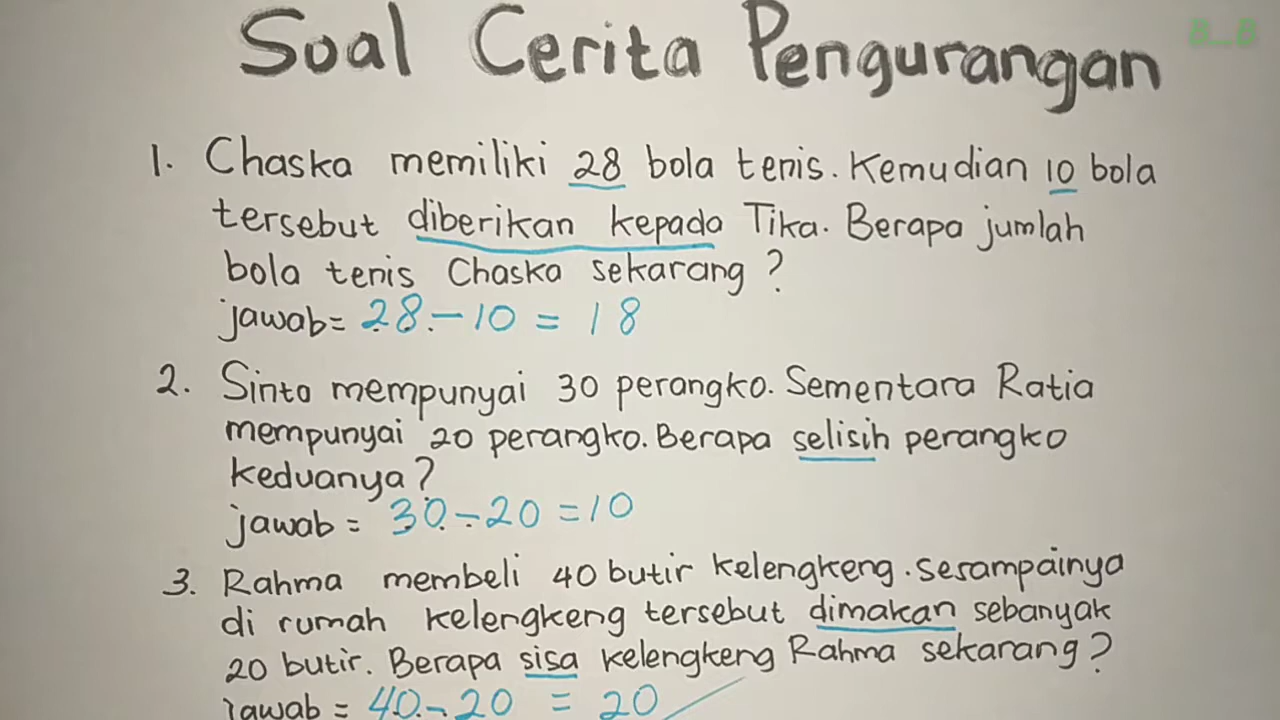 8_8
Soal Cerita Pengurangan
1. Chaska memiliki 28 bola tenis. Kemudian 10 bola
tersebut diberikan kepada Tika. Berapa jumlah
bola tenis Chaska sekarang?
jawab= 28-10 = 18
2. Sinto mempunyai 30 perangko. Sementara Ratia
mempunyai 20 perangko. Berapa selisih perangko
keduanya?
jawab = 30-20 =10
3. Rahma membeli 40 butir kelengkeng. sesampainya
di rumah kelengkeng tersebut dimakan sebanyak
20 butir. Berapa sisa kelengkeng Rahma sekarang?
jawab = 40-20 = 20